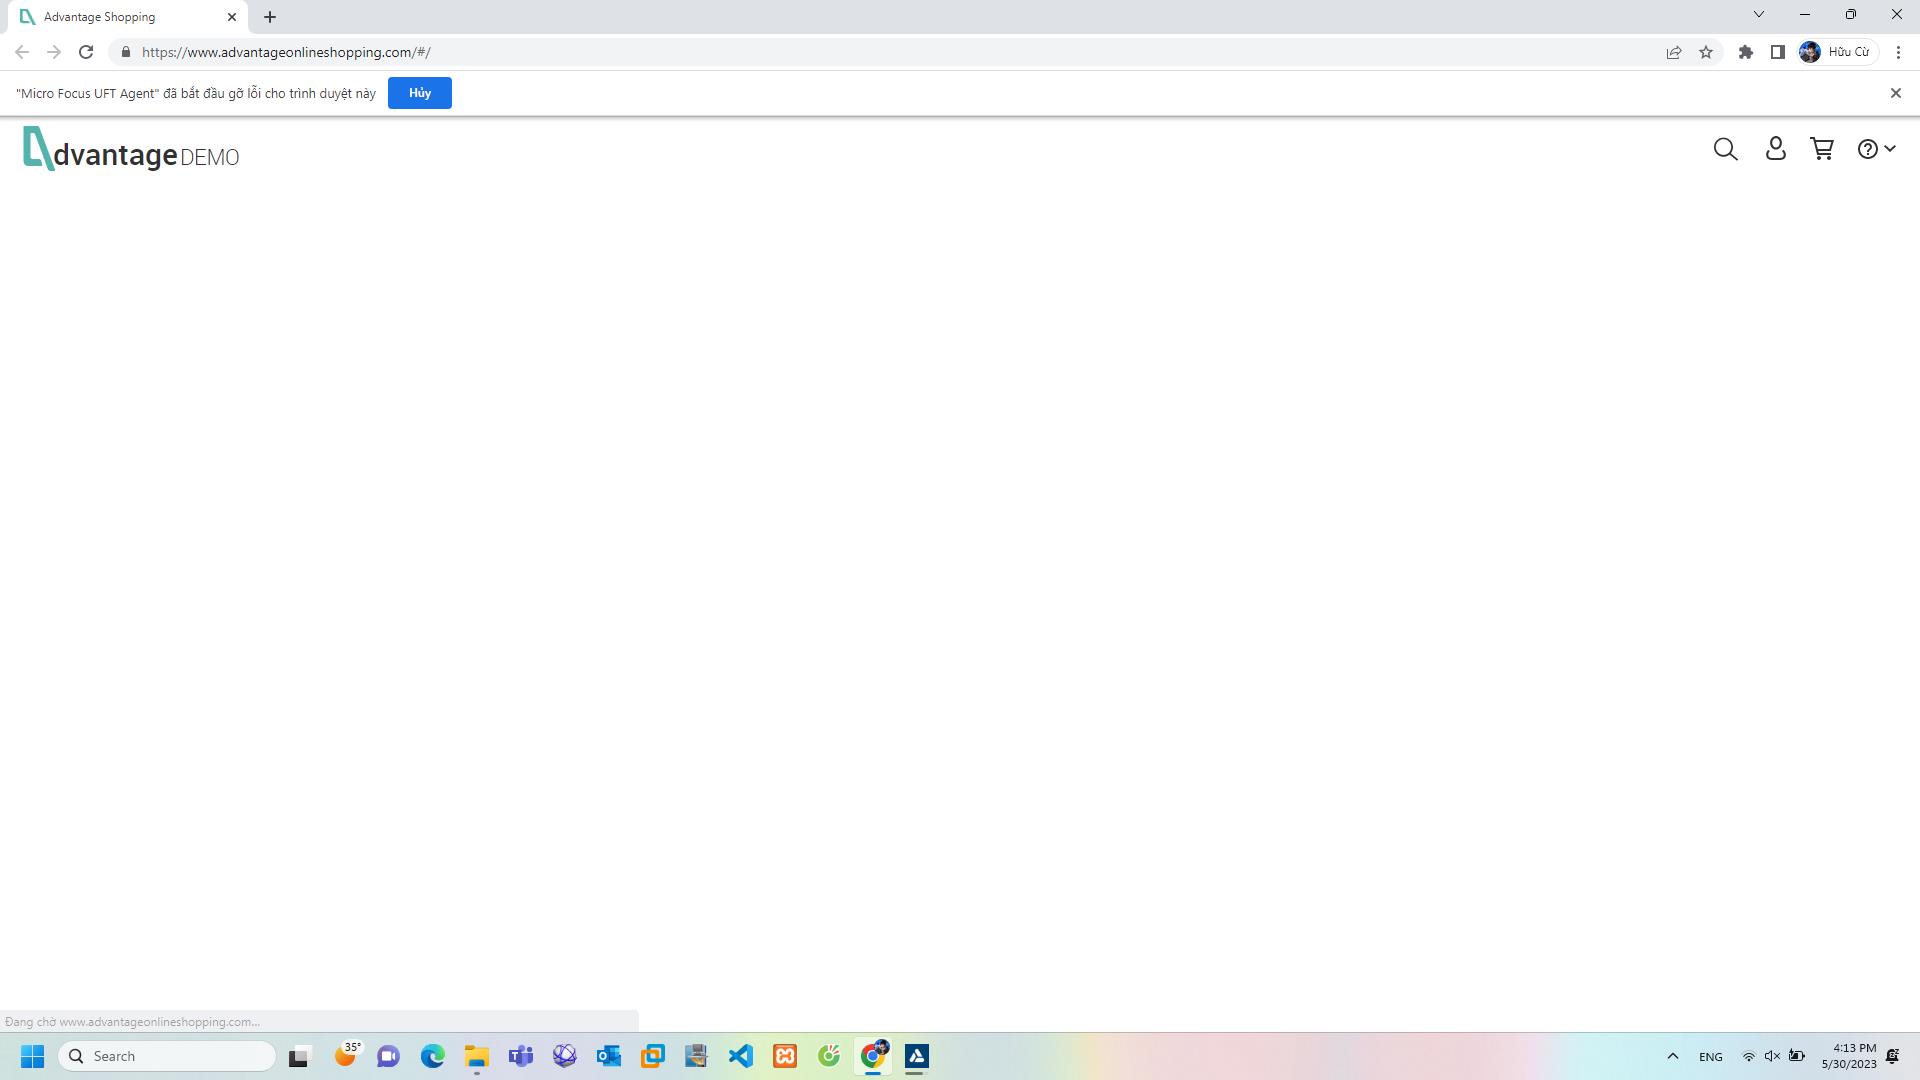 Advantage Shopping
https://www.advantageonlineshopping.com/#/
Hữu Cừ
"Micro Focus UFT Agent" đã bắt đầu gỡ lỗi cho trình duyệt này
Hủy
dvantage DEMO
Đang chờ www.advantageonlineshopping.com...
Search
35°
ENG
4:13 PM
5/30/2023